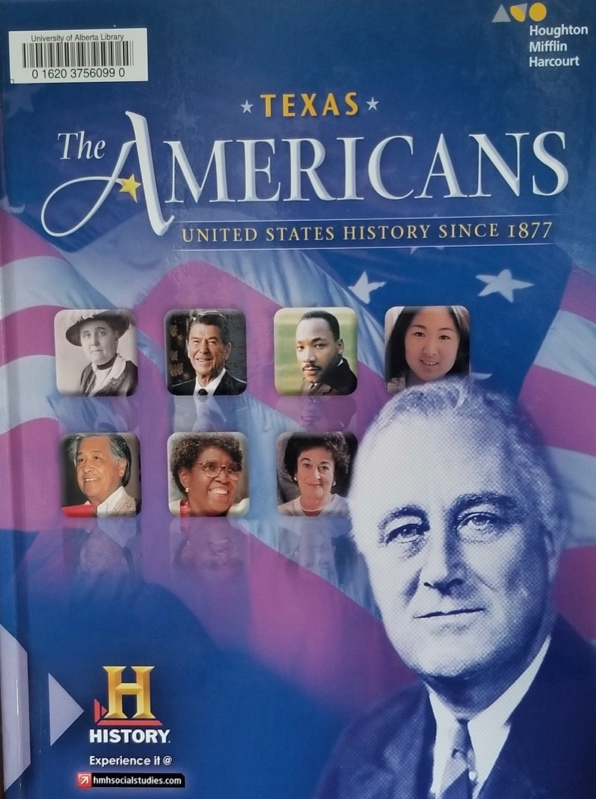 University of Alberta Library
0 1620 3756099 0
Houghton
Mifflin
Harcourt
TEXAS
The AMERICANS
UNITED STATES HISTORY SINCE 1877
H
HISTORY.
Experience it @
hmhsocialstudies.com